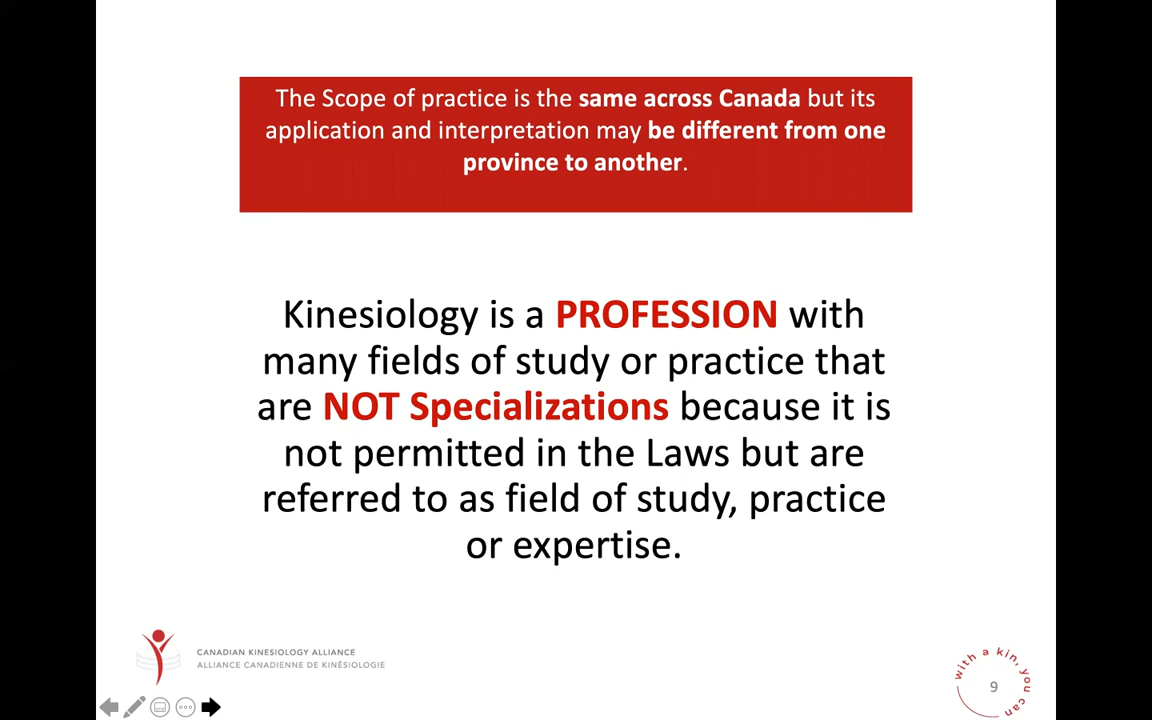 The Scope of practice is the same across Canada but its
application and interpretation may be different from one
province to another.
Kinesiology is a PROFESSION with
many fields of study or practice that
are NOT Specializations because it is
not permitted in the Laws but are
referred to as field of study, practice
or expertise.
CANADIAN KINESIOLOGY ALLIANCE
ALLIANCE CANADIENNE DE KINÉSIOLOGIE
with a kin, you can
9